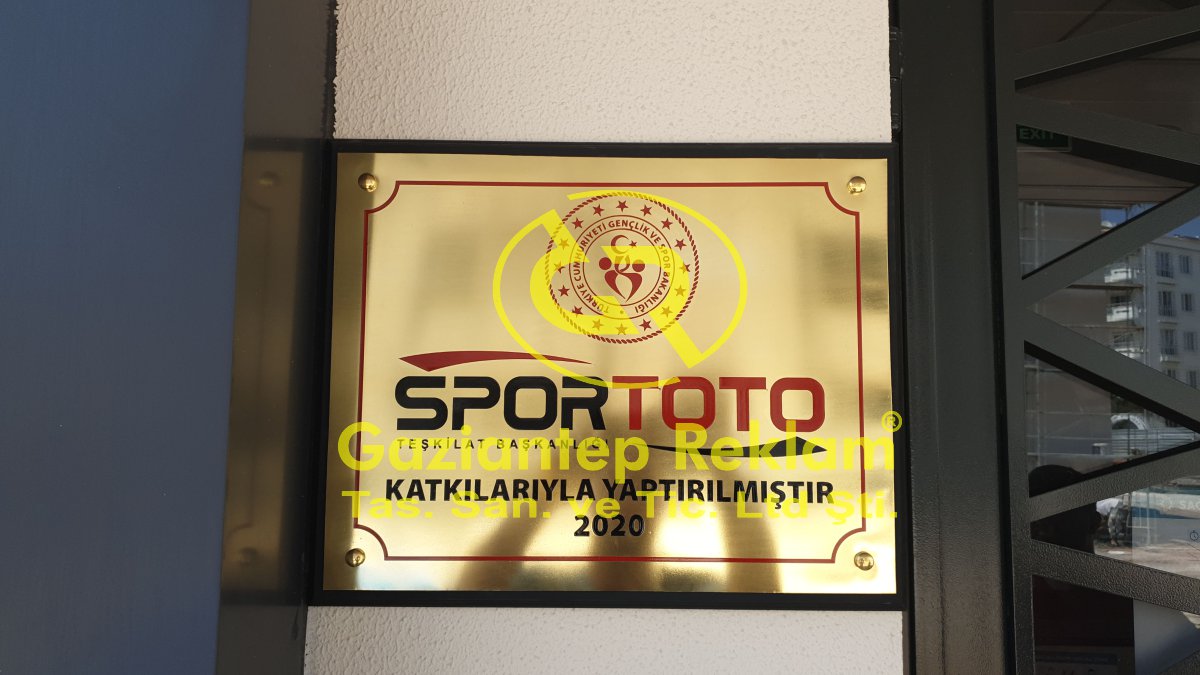 EXIT
TÜRKİYE CUMHURİYETİ GENÇLİK VE SPOR BAKANLIĞI
SPORTOTO
TEŞKİLAT BAŞKANLIĞI
Gaziantep Reklam®
KATKILARIYLA YAPTIRILMIŞTIR
Tas. San. ve Tic. Ltd Şti.
2020